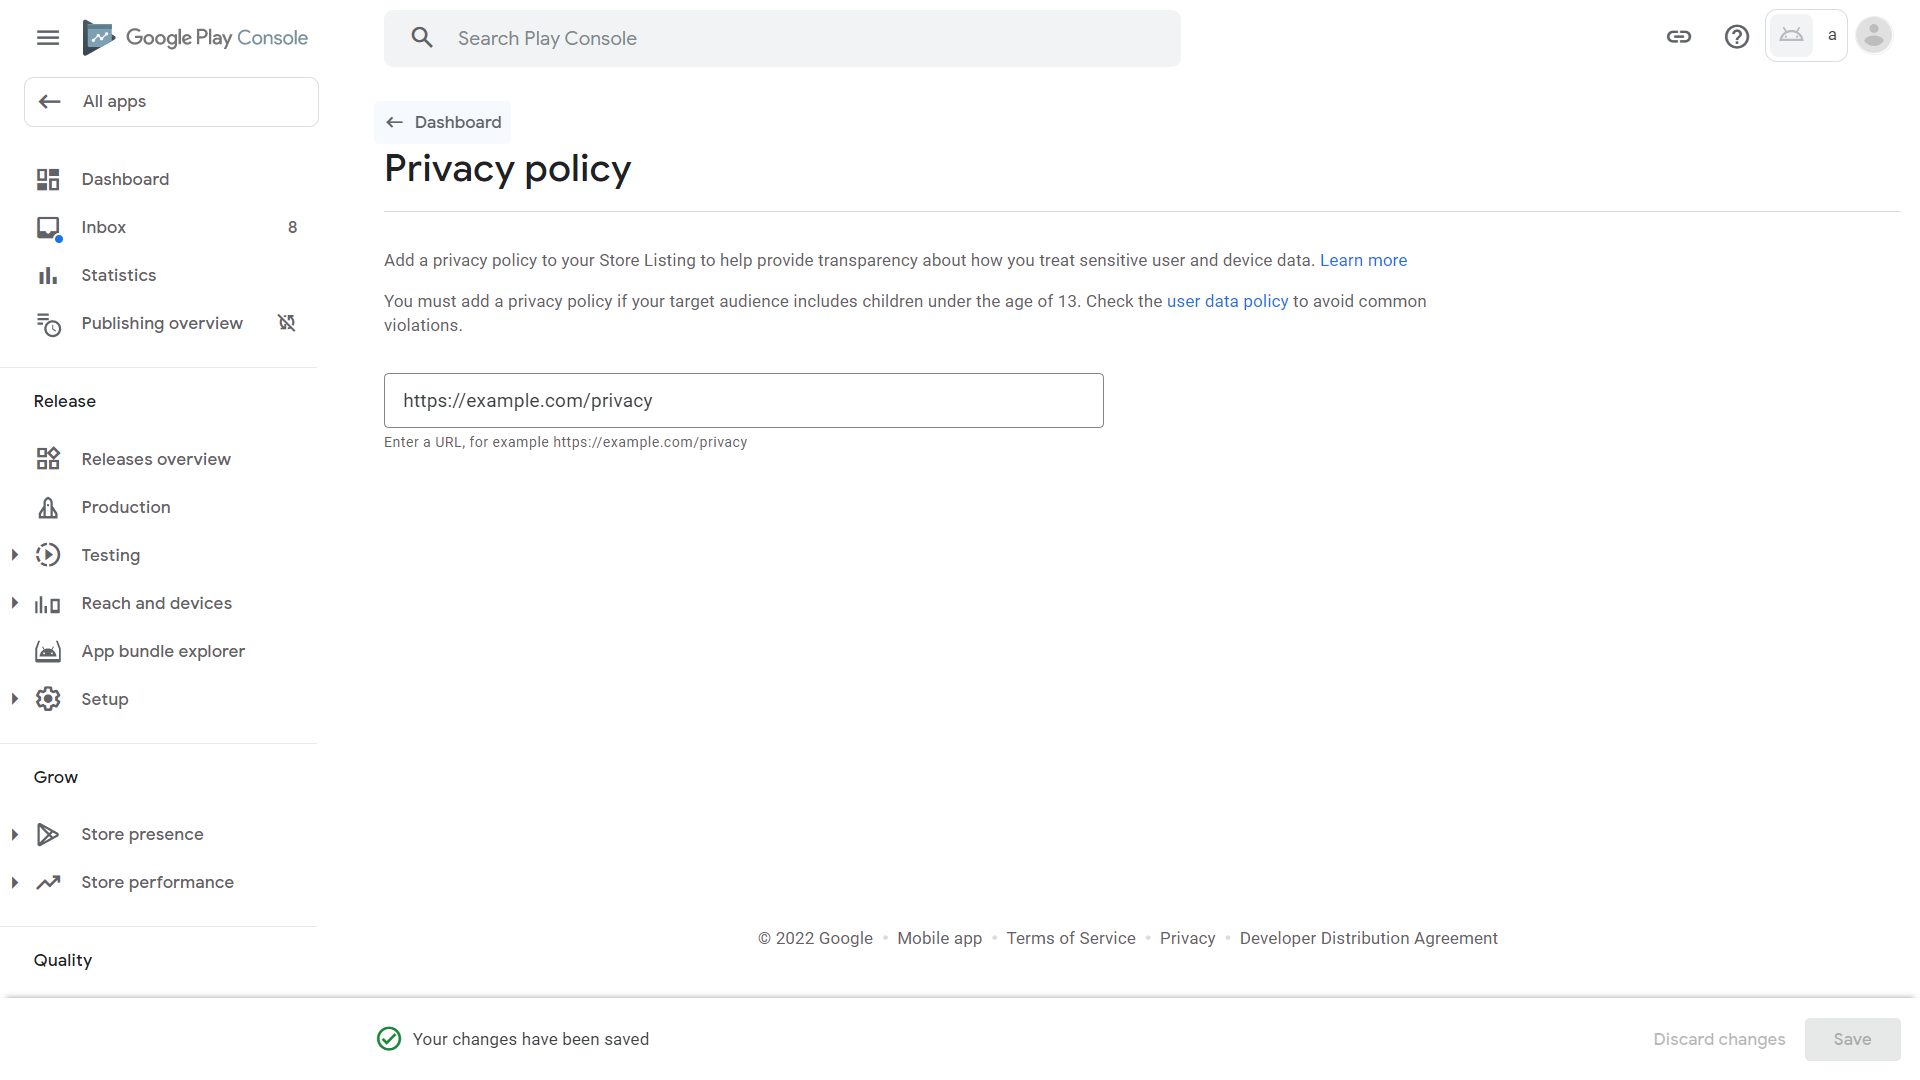 Google Play Console
Search Play Console
a
All apps
Dashboard
Inbox 8
Statistics
Publishing overview
Release
Releases overview
Production
Testing
Reach and devices
App bundle explorer
Setup
Grow
Store presence
Store performance
Quality
Dashboard
Privacy policy
Add a privacy policy to your Store Listing to help provide transparency about how you treat sensitive user and device data. Learn more
You must add a privacy policy if your target audience includes children under the age of 13. Check the user data policy to avoid common
violations.
https://example.com/privacy
Enter a URL, for example https://example.com/privacy
© 2022 Google • Mobile app • Terms of Service • Privacy • Developer Distribution Agreement
Your changes have been saved
Discard changes
Save